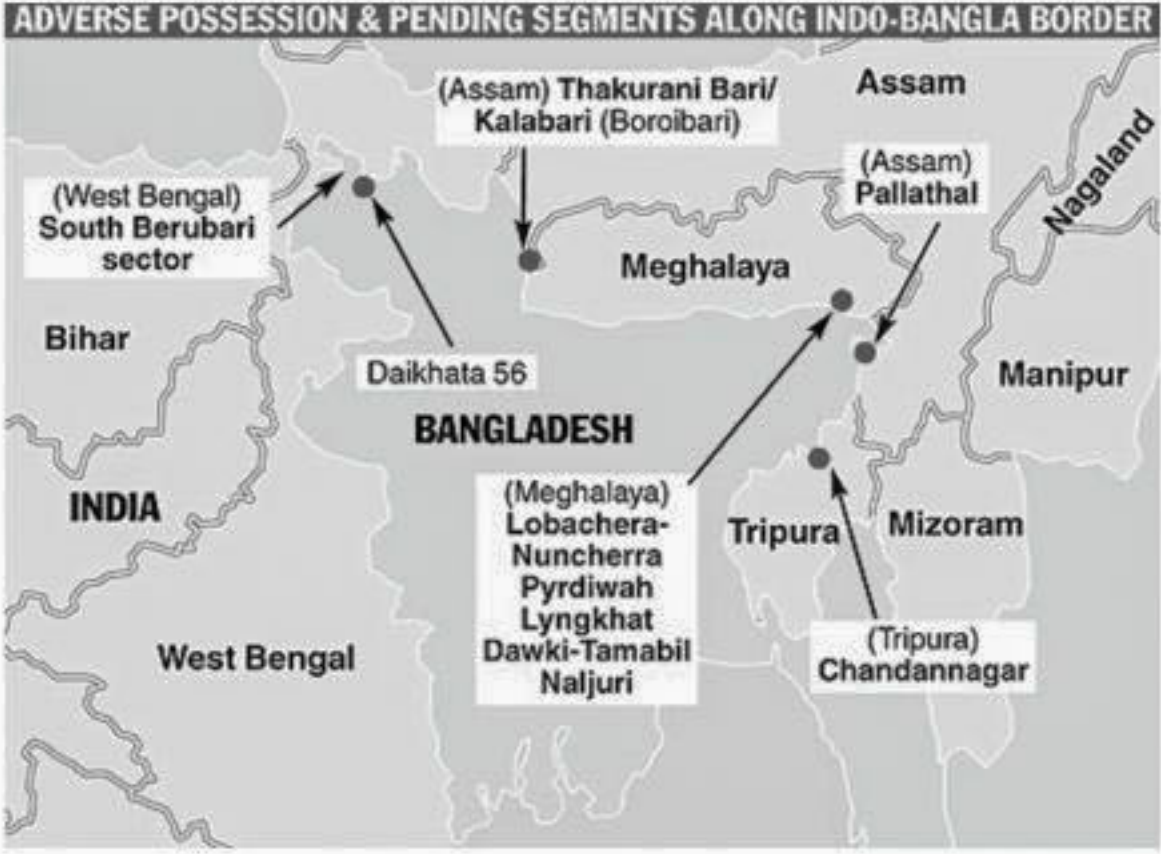 ADVERSE POSSESSION & PENDING SEGMENTS ALONG INDO-BANGLA BORDER
(Assam) Thakurani Bari/
Kalabari (Boroibari)
Assam
(Assam)
Pallathal
Nagaland
(West Bengal)
South Berubari
sector
Meghalaya
Bihar
Daikhata 56
Manipur
BANGLADESH
INDIA
(Meghalaya)
Lobachera-
Nuncherra
Pyrdiwah
Lyngkhat
Dawki-Tamabil
Naljuri
Tripura
Mizoram
West Bengal
(Tripura)
Chandannagar